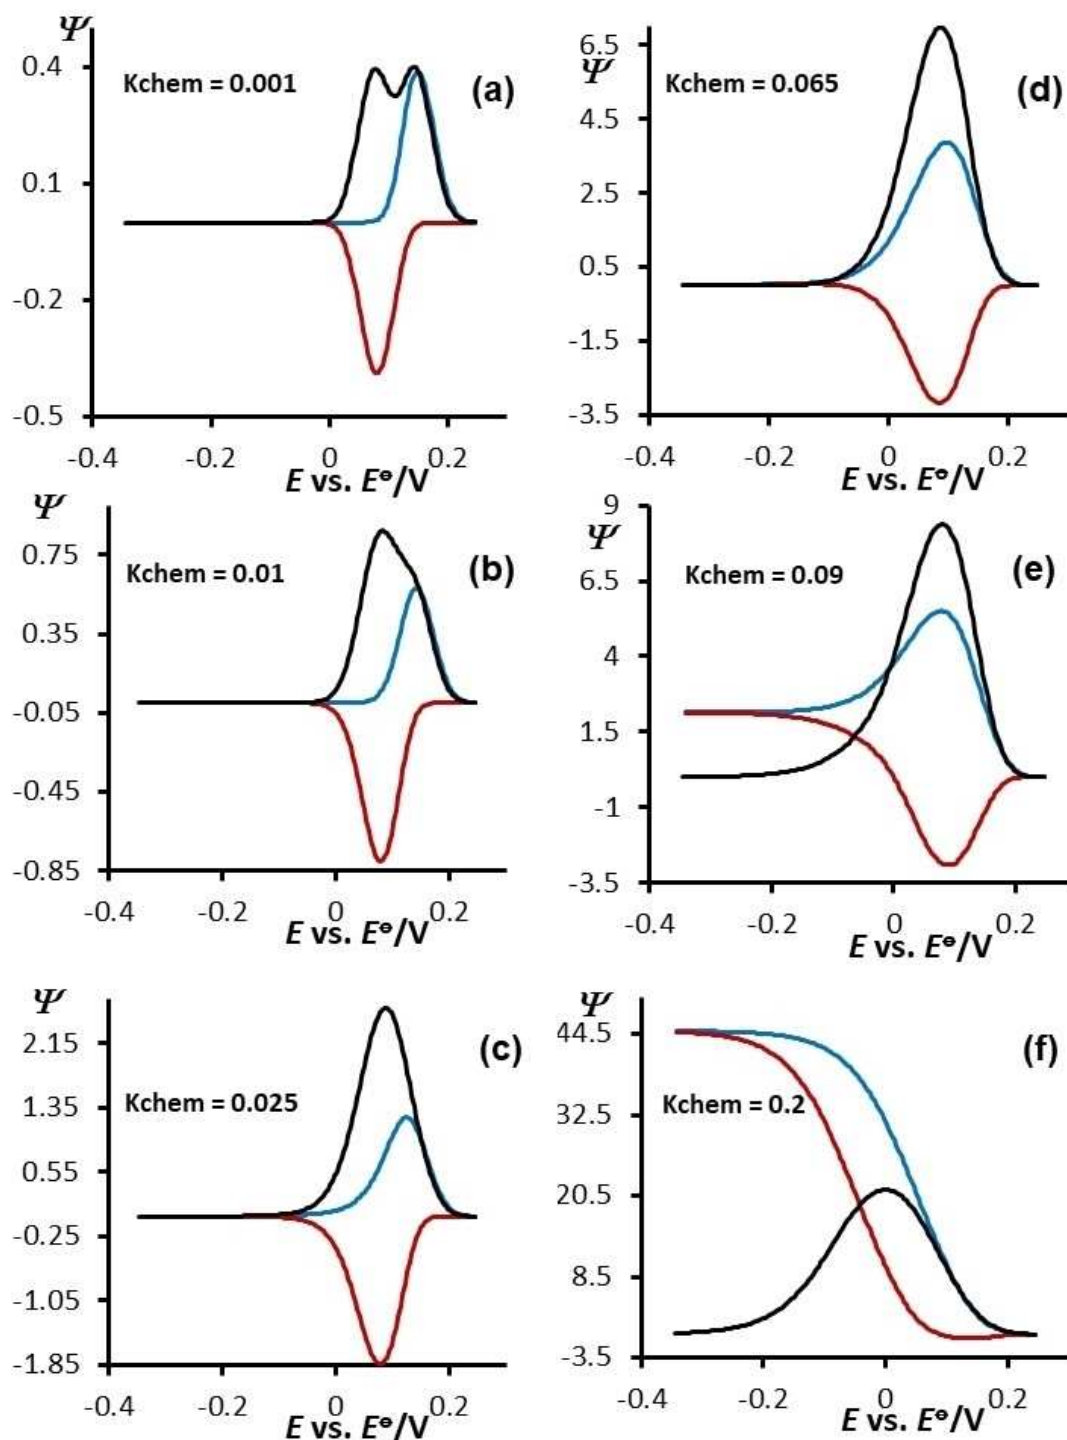 Ψ
0.4
Kchem = 0.001
(a)
0.1
-0.2
-0.5
-0.4
-0.2
0
0.2
E vs. E°/V
Ψ
0.75
Kchem = 0.01
(b)
0.35
-0.05
-0.45
-0.85
-0.4
-0.2
0
0.2
E vs. E°/V
Ψ
2.15
(c)
1.35
Kchem = 0.025
0.55
-0.25
-1.05
-1.85
-0.4
-0.2
0
0.2
E vs. E°/V
6.5
Ψ
Kchem = 0.065
(d)
4.5
2.5
0.5
-1.5
-3.5
-0.4
-0.2
0
0.2
E vs. E°/V
9
Ψ
6.5
Kchem = 0.09
(e)
4
1.5
-1
-3.5
-0.4
-0.2
0
0.2
E vs. E°/V
Ψ
44.5
(f)
32.5
Kchem = 0.2
20.5
8.5
-3.5
-0.4
-0.2
0
0.2
E vs. E°/V